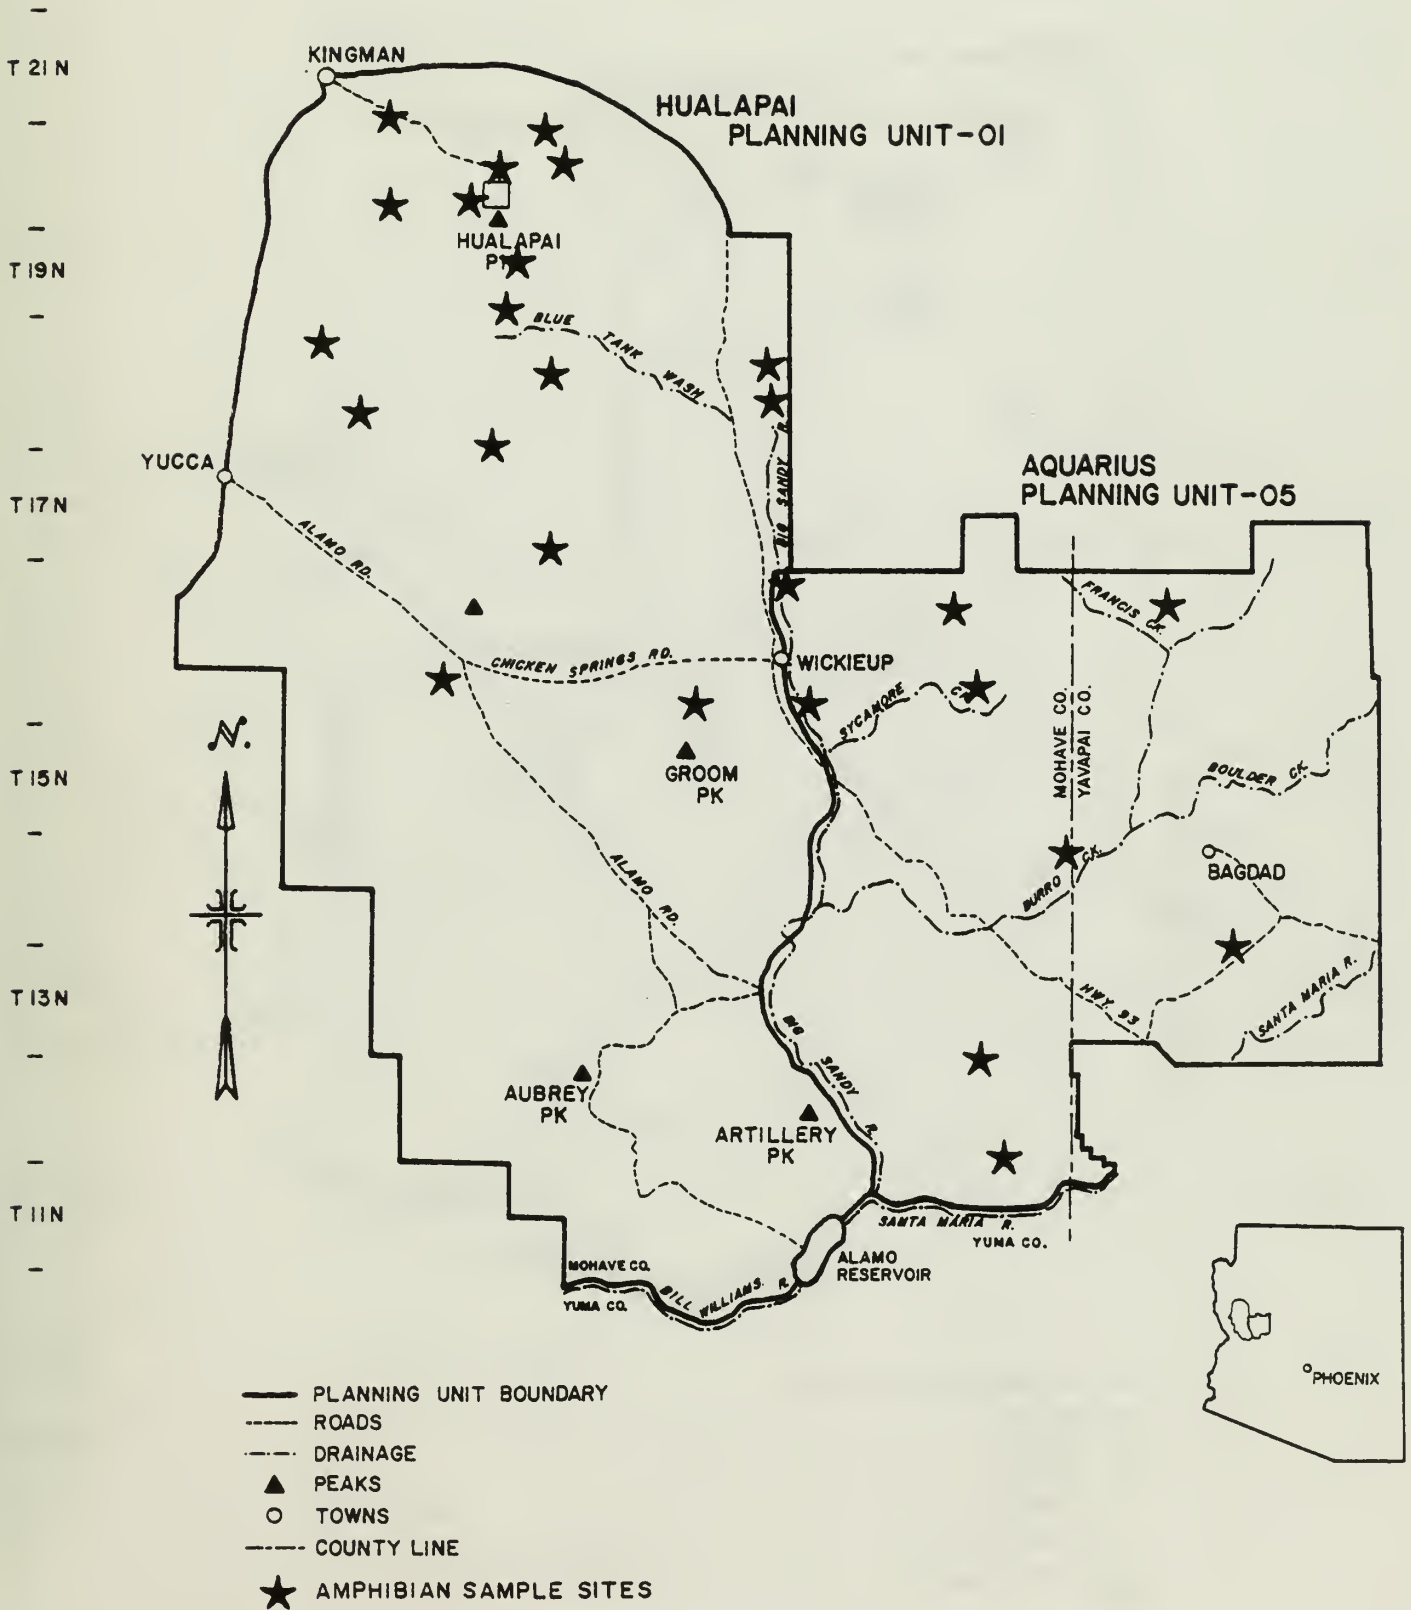 T 21 N
KINGMAN
HUALAPAI
PLANNING UNIT-01
HUALAPAI
PK
T 19 N
BLUE TANK WASH
BIG SANDY R.
YUCCA
AQUARIUS
PLANNING UNIT-05
T 17 N
ALAMO RD.
FRANCIS CK.
CHICKEN SPRINGS RD.
WICKIEUP
SYCAMORE CK.
MOHAVE CO.
YAVAPAI CO.
N.
GROOM
PK
T 15 N
BOULDER CK.
BURRO CK.
BAGDAD
ALAMO RD.
T 13 N
HWY. 93
SANTA MARIA R.
BIG SANDY R.
AUBREY
PK
ARTILLERY
PK
T 11 N
SANTA MARIA R.
YUMA CO.
ALAMO
RESERVOIR
MOHAVE CO.
YUMA CO.
BILL WILLIAMS R.
PHOENIX
PLANNING UNIT BOUNDARY
ROADS
DRAINAGE
PEAKS
TOWNS
COUNTY LINE
AMPHIBIAN SAMPLE SITES